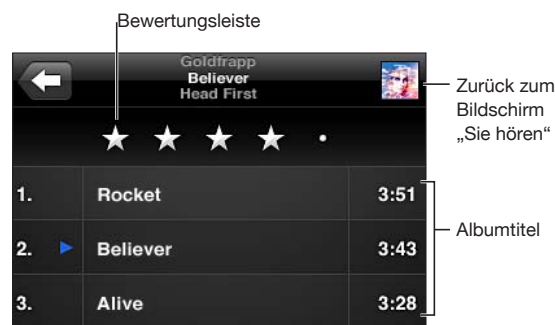 Bewertungsleiste
Goldfrapp
Believer
Head First
Zurück zum
Bildschirm
„Sie hören“
1. Rocket 3:51
2. Believer 3:43
3. Alive 3:28
Albumtitel